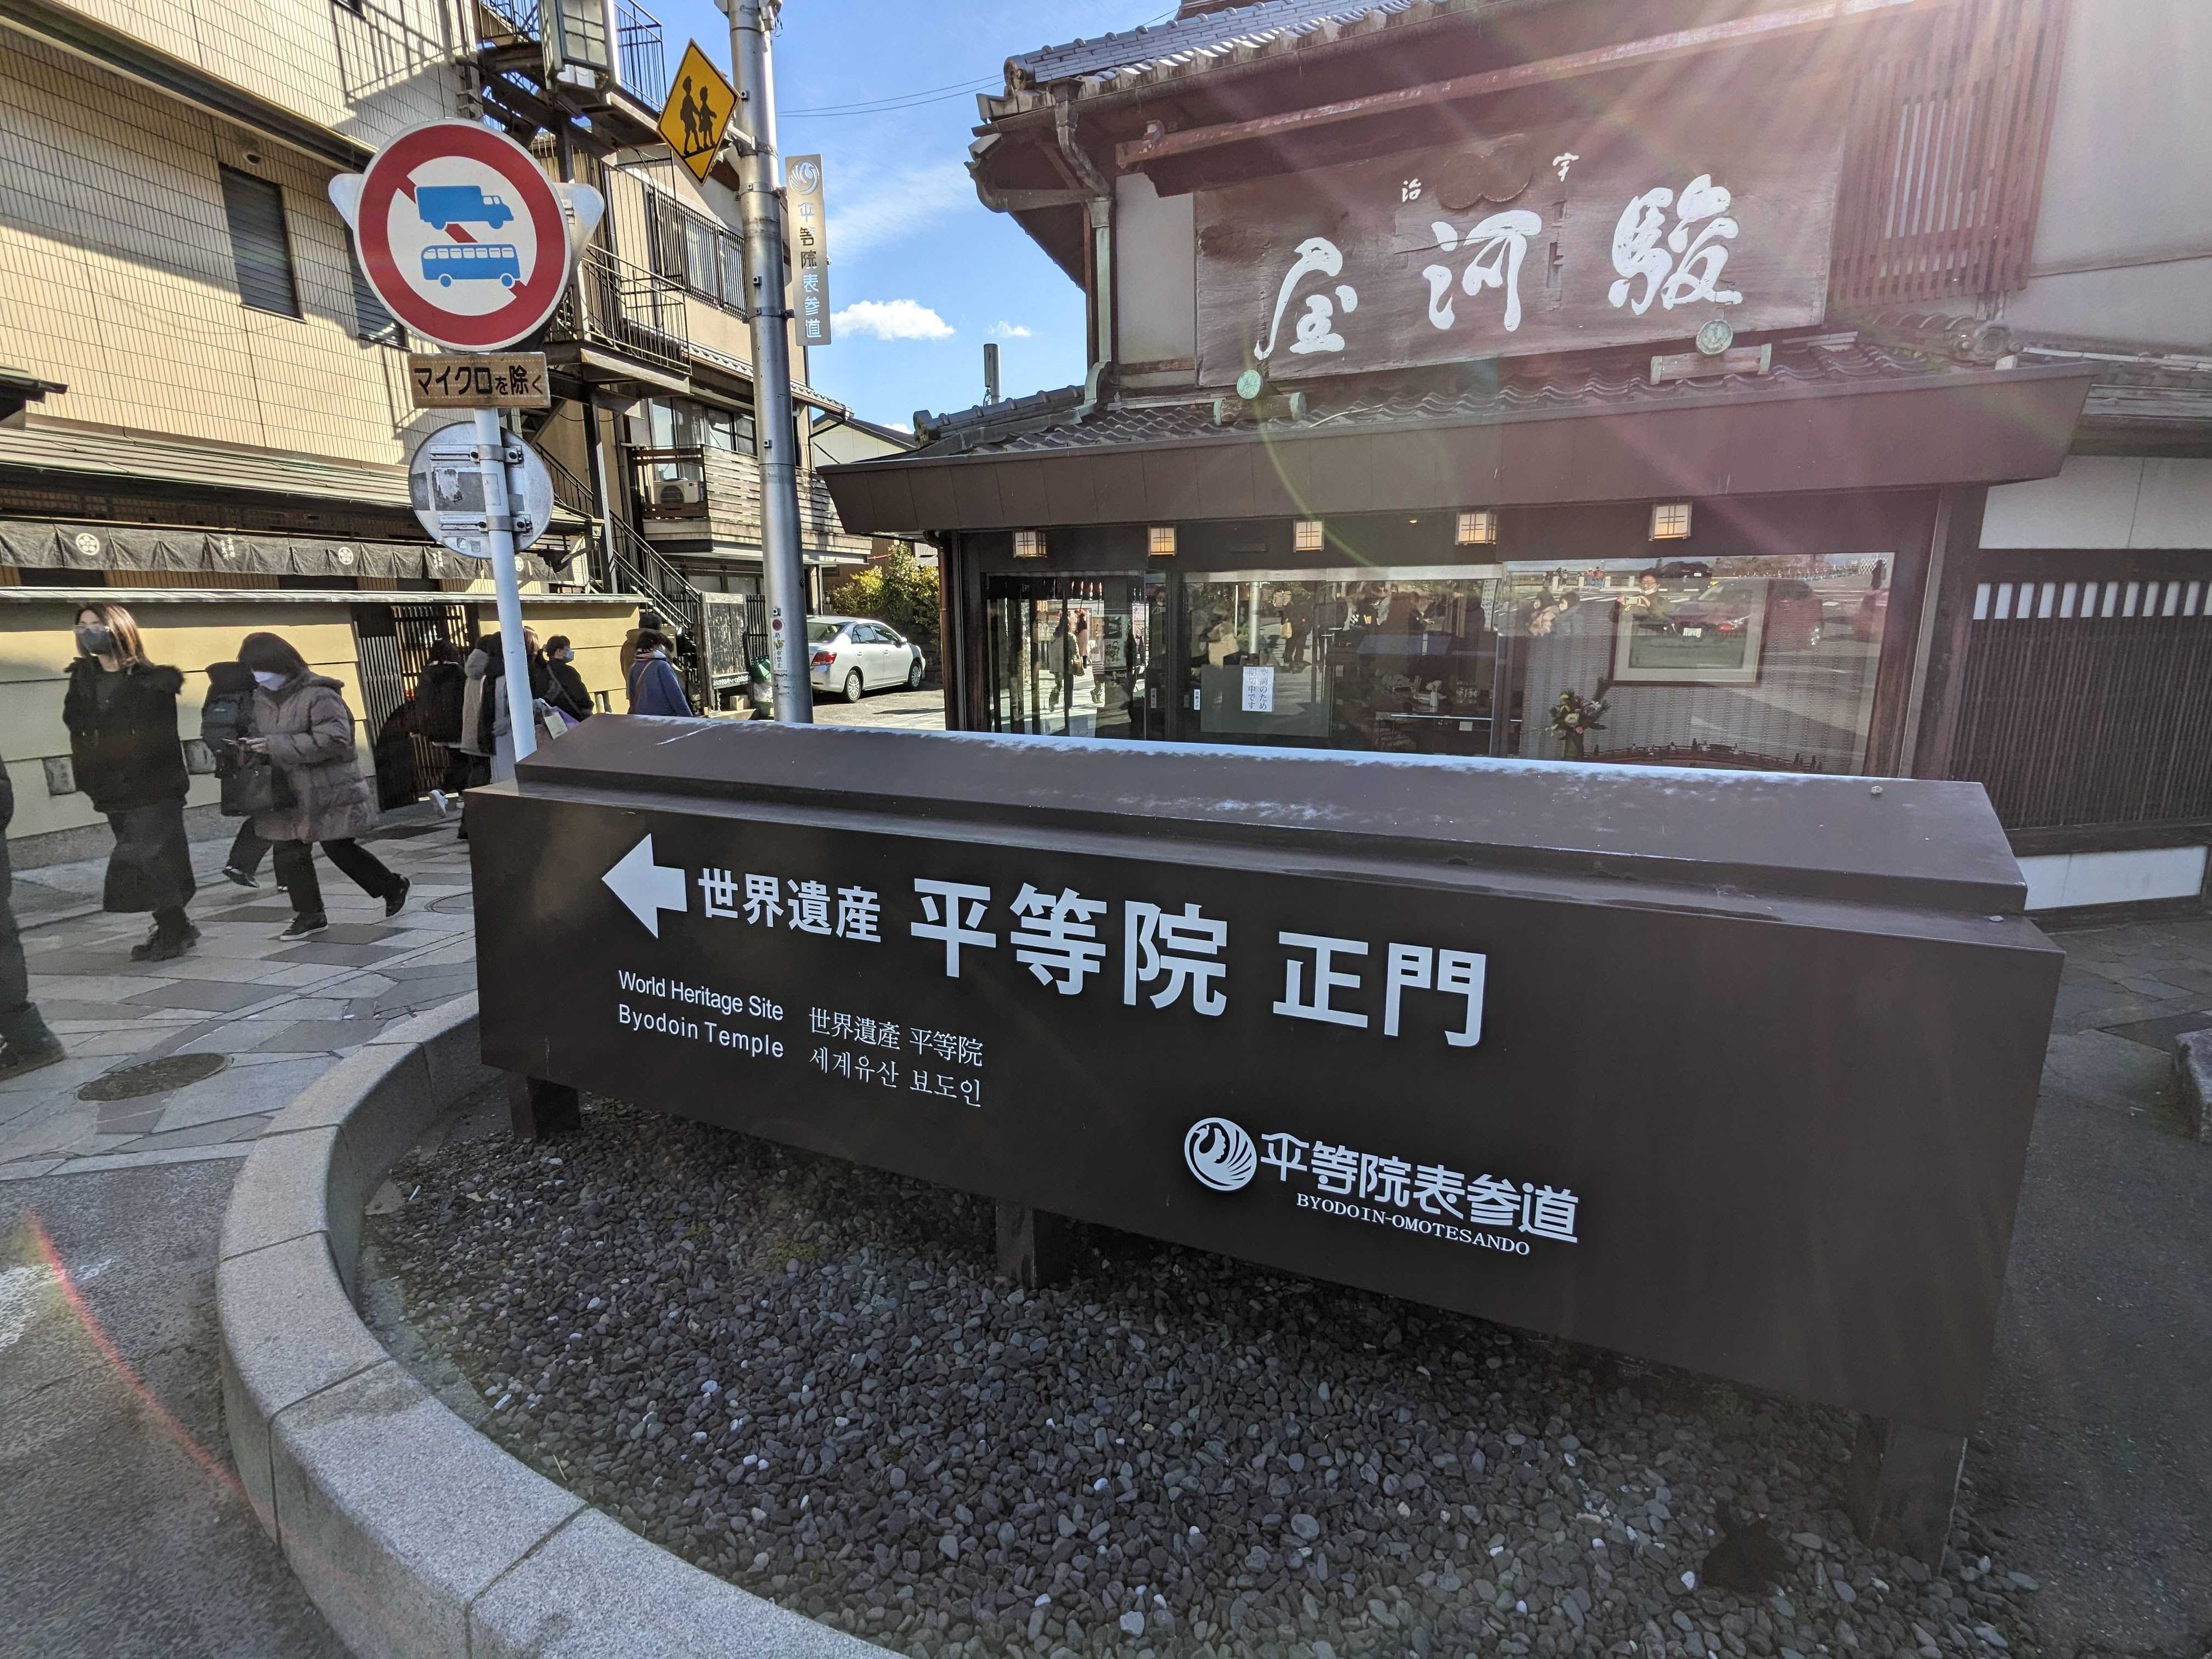 平等院表参道
マイクロを除く
宇治
駿河屋
世界遺産 平等院 正門
World Heritage Site
Byodoin Temple
世界遺產 平等院
세계유산 뵤도인
平等院表参道
BYODOIN-OMOTESANDO